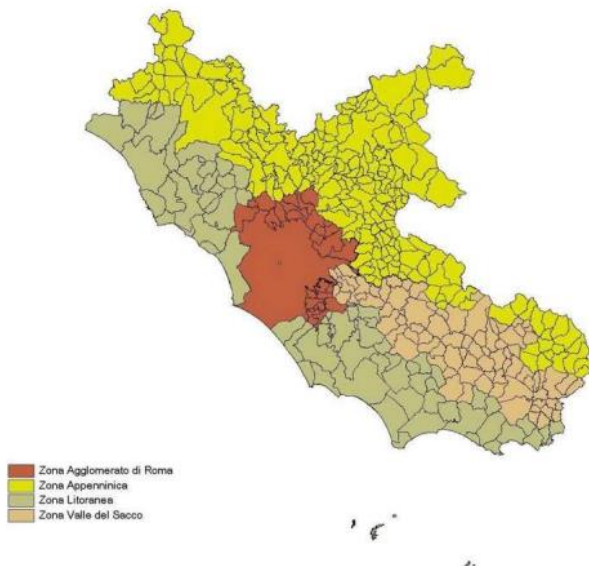 Zona Agglomerato di Roma
Zona Appenninica
Zona Litoranea
Zona Valle del Sacco